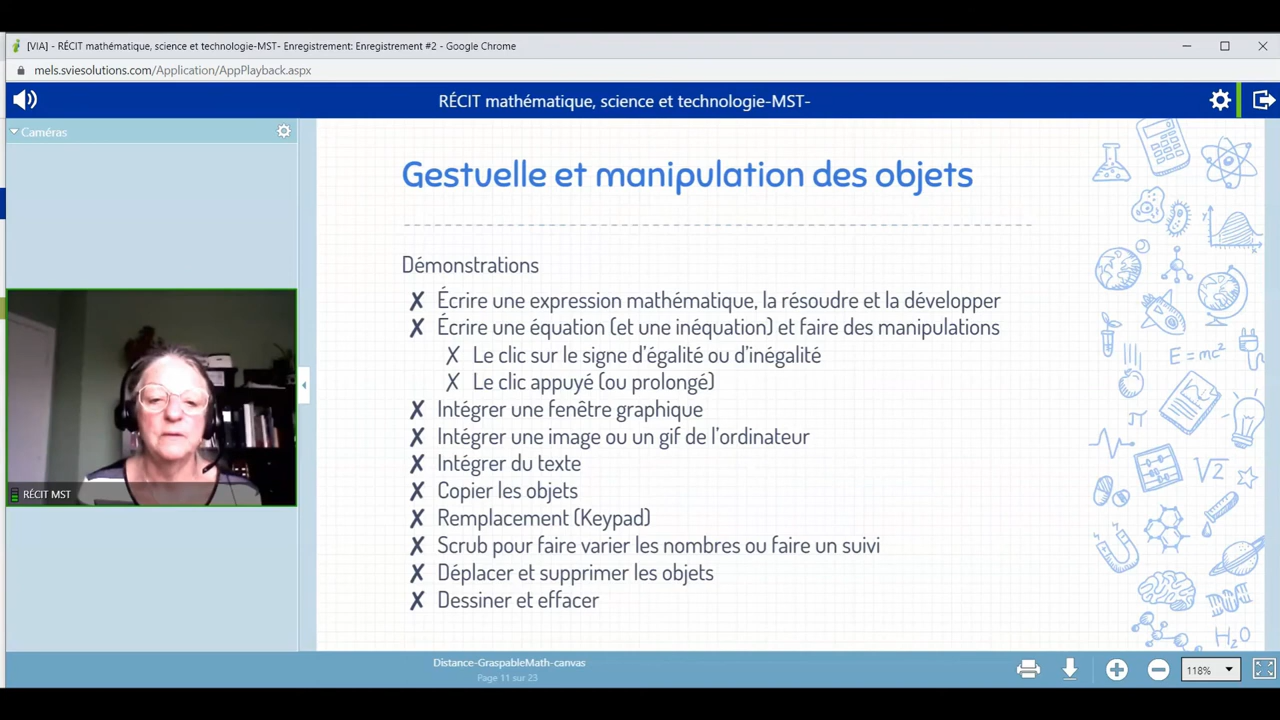 [VIA] - RÉCIT mathématique, science et technologie-MST- Enregistrement: Enregistrement #2 - Google Chrome
mels.sviesolutions.com/Application/AppPlayback.aspx
RÉCIT mathématique, science et technologie-MST-
Caméras
Gestuelle et manipulation des objets
Démonstrations
✗ Écrire une expression mathématique, la résoudre et la développer
✗ Écrire une équation (et une inéquation) et faire des manipulations
✗ Le clic sur le signe d'égalité ou d'inégalité
✗ Le clic appuyé (ou prolongé)
✗ Intégrer une fenêtre graphique
✗ Intégrer une image ou un gif de l'ordinateur
✗ Intégrer du texte
✗ Copier les objets
✗ Remplacement (Keypad)
✗ Scrub pour faire varier les nombres ou faire un suivi
✗ Déplacer et supprimer les objets
✗ Dessiner et effacer
E=mc²
π
√2
H₂O
RÉCIT MST
Distance-GraspableMath-canvas
Page 11 sur 23
118%